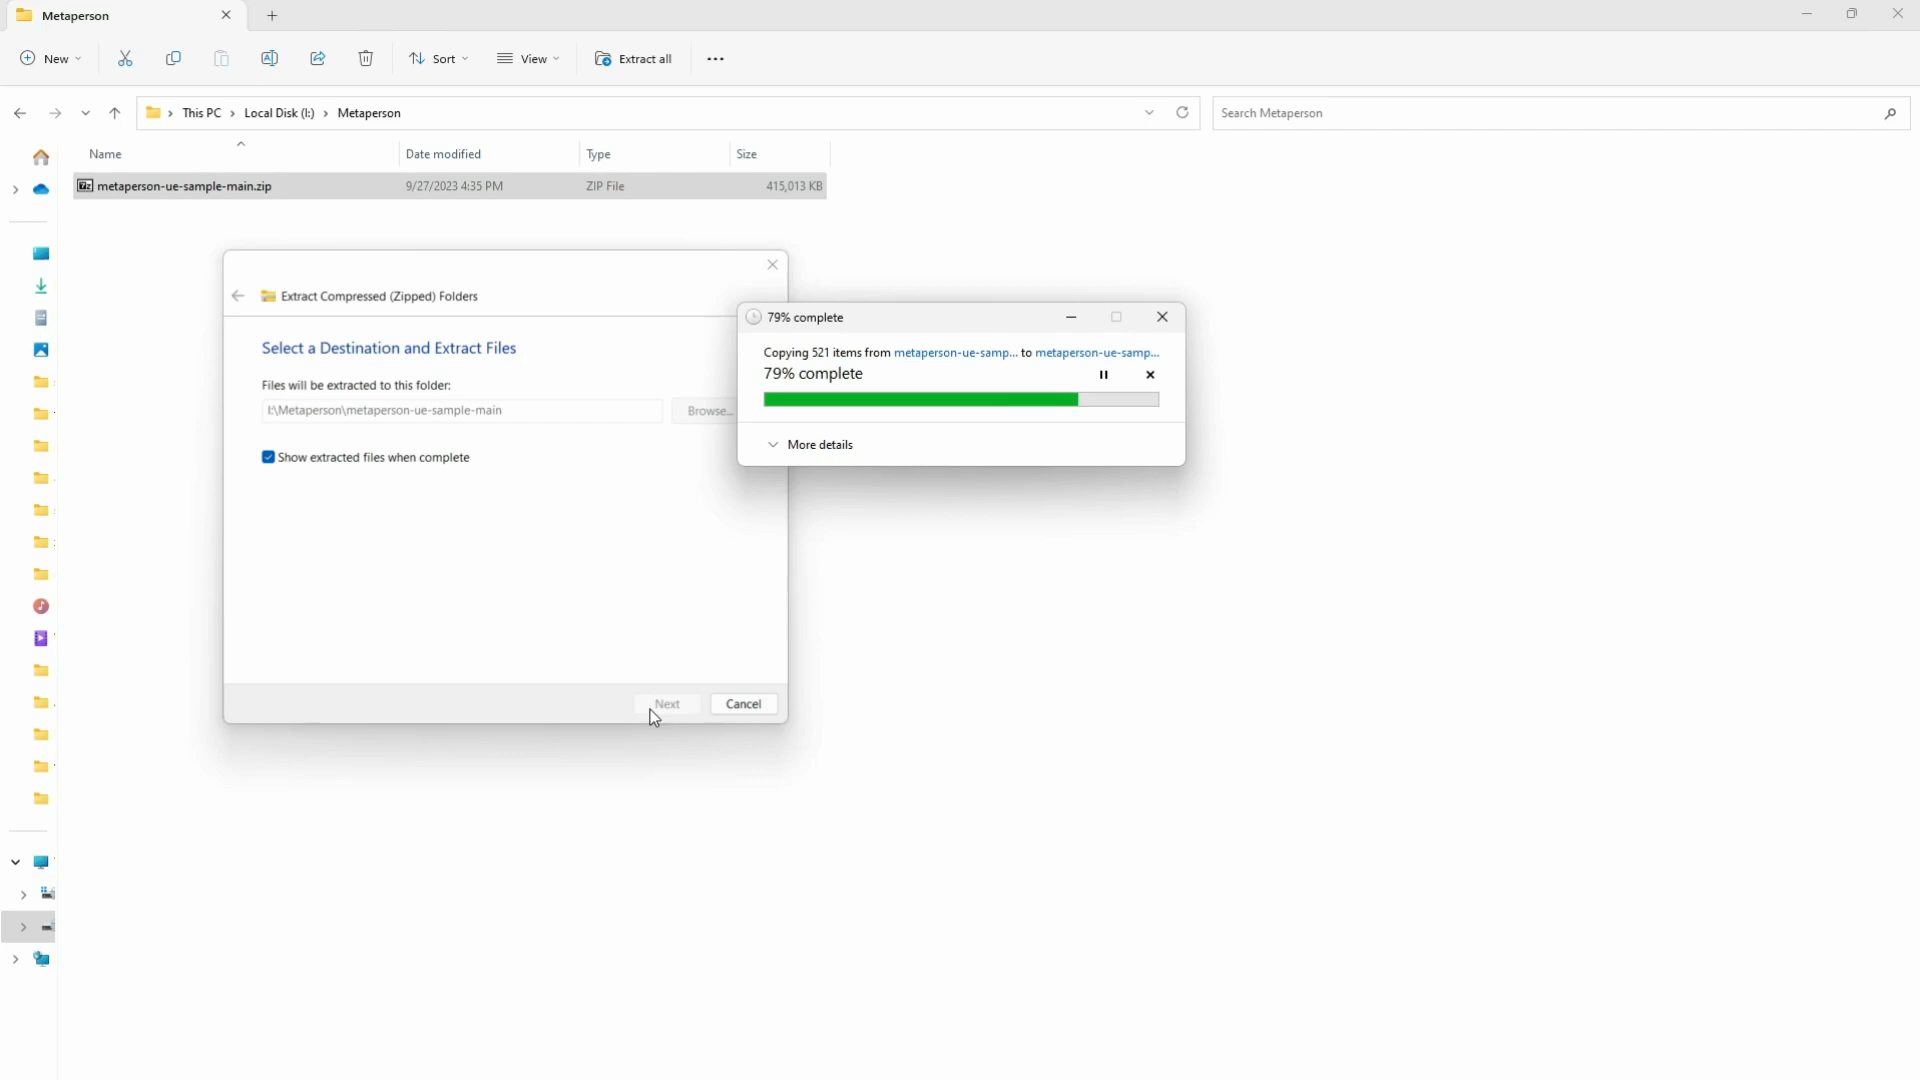 Metaperson
New
Sort
View
Extract all
This PC
Local Disk (I:)
Metaperson
Search Metaperson
Name
Date modified
Type
Size
metaperson-ue-sample-main.zip
9/27/2023 4:35 PM
ZIP File
415,013 KB
Extract Compressed (Zipped) Folders
Select a Destination and Extract Files
Files will be extracted to this folder:
I:\Metaperson\metaperson-ue-sample-main
Browse...
Show extracted files when complete
Next
Cancel
79% complete
Copying 521 items from metaperson-ue-samp... to metaperson-ue-samp...
79% complete
More details